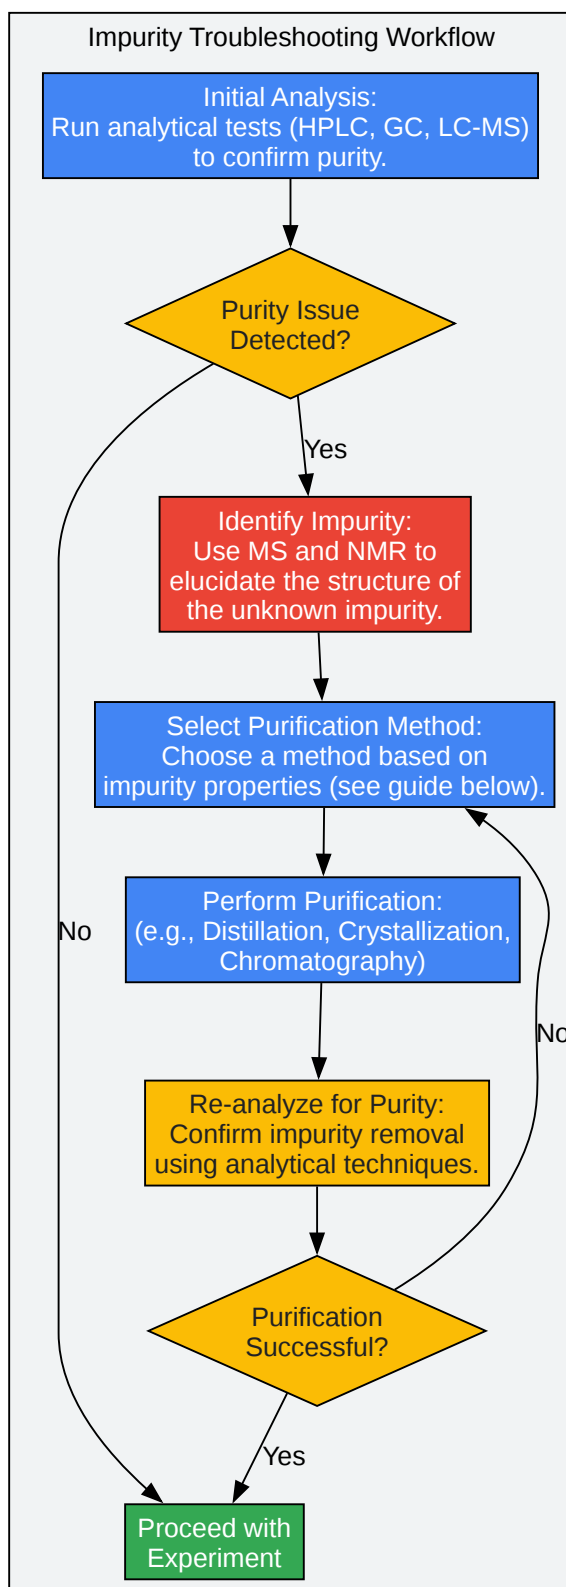 Impurity Troubleshooting Workflow
Initial Analysis:
Run analytical tests (HPLC, GC, LC-MS)
to confirm purity.
Purity Issue
Detected?
Yes
Identify Impurity:
Use MS and NMR to
elucidate the structure of
the unknown impurity.
Select Purification Method:
Choose a method based on
impurity properties (see guide below).
Perform Purification:
(e.g., Distillation, Crystallization,
Chromatography)
No
No
Re-analyze for Purity:
Confirm impurity removal
using analytical techniques.
Purification
Successful?
Yes
Proceed with
Experiment